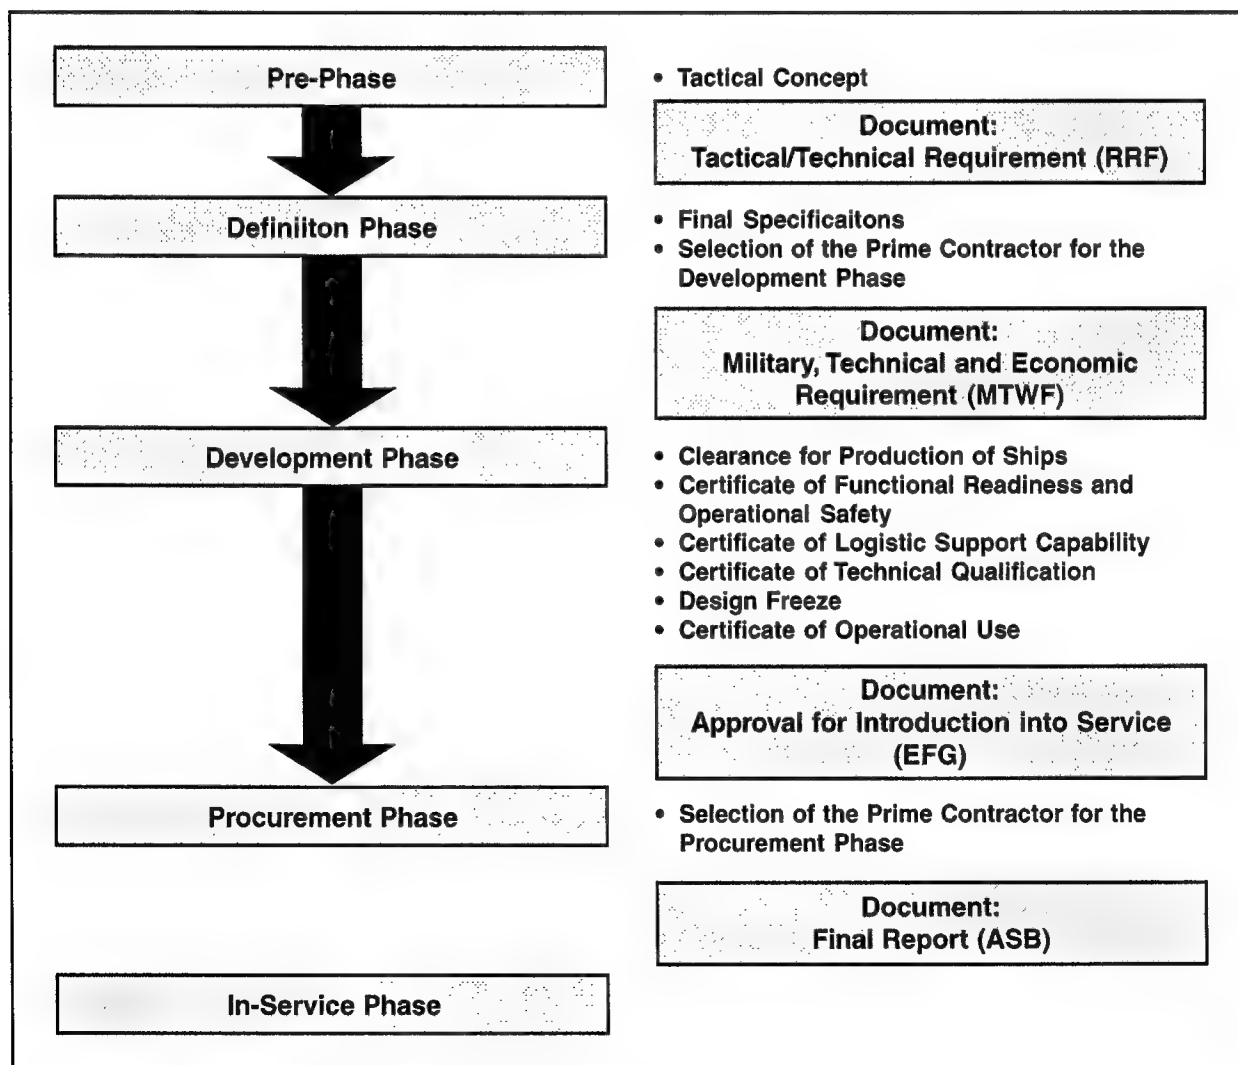 Pre-Phase
• Tactical Concept
Document:
Tactical/Technical Requirement (RRF)
Definiiton Phase
• Final Specificaitons
• Selection of the Prime Contractor for the
Development Phase
Document:
Military, Technical and Economic
Requirement (MTWF)
Development Phase
• Clearance for Production of Ships
• Certificate of Functional Readiness and
Operational Safety
• Certificate of Logistic Support Capability
• Certificate of Technical Qualification
• Design Freeze
• Certificate of Operational Use
Document:
Approval for Introduction into Service
(EFG)
Procurement Phase
• Selection of the Prime Contractor for the
Procurement Phase
Document:
Final Report (ASB)
In-Service Phase